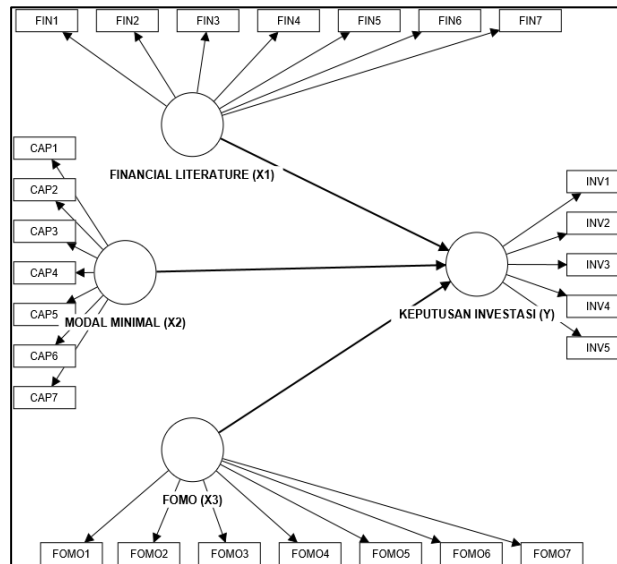 FIN1 FIN2 FIN3 FIN4 FIN5 FIN6 FIN7
FINANCIAL LITERATURE (X1)
CAP1
CAP2
CAP3
CAP4
CAP5
CAP6
CAP7
MODAL MINIMAL (X2)
INV1
INV2
INV3
INV4
INV5
KEPUTUSAN INVESTASI (Y)
FOMO (X3)
FOMO1 FOMO2 FOMO3 FOMO4 FOMO5 FOMO6 FOMO7